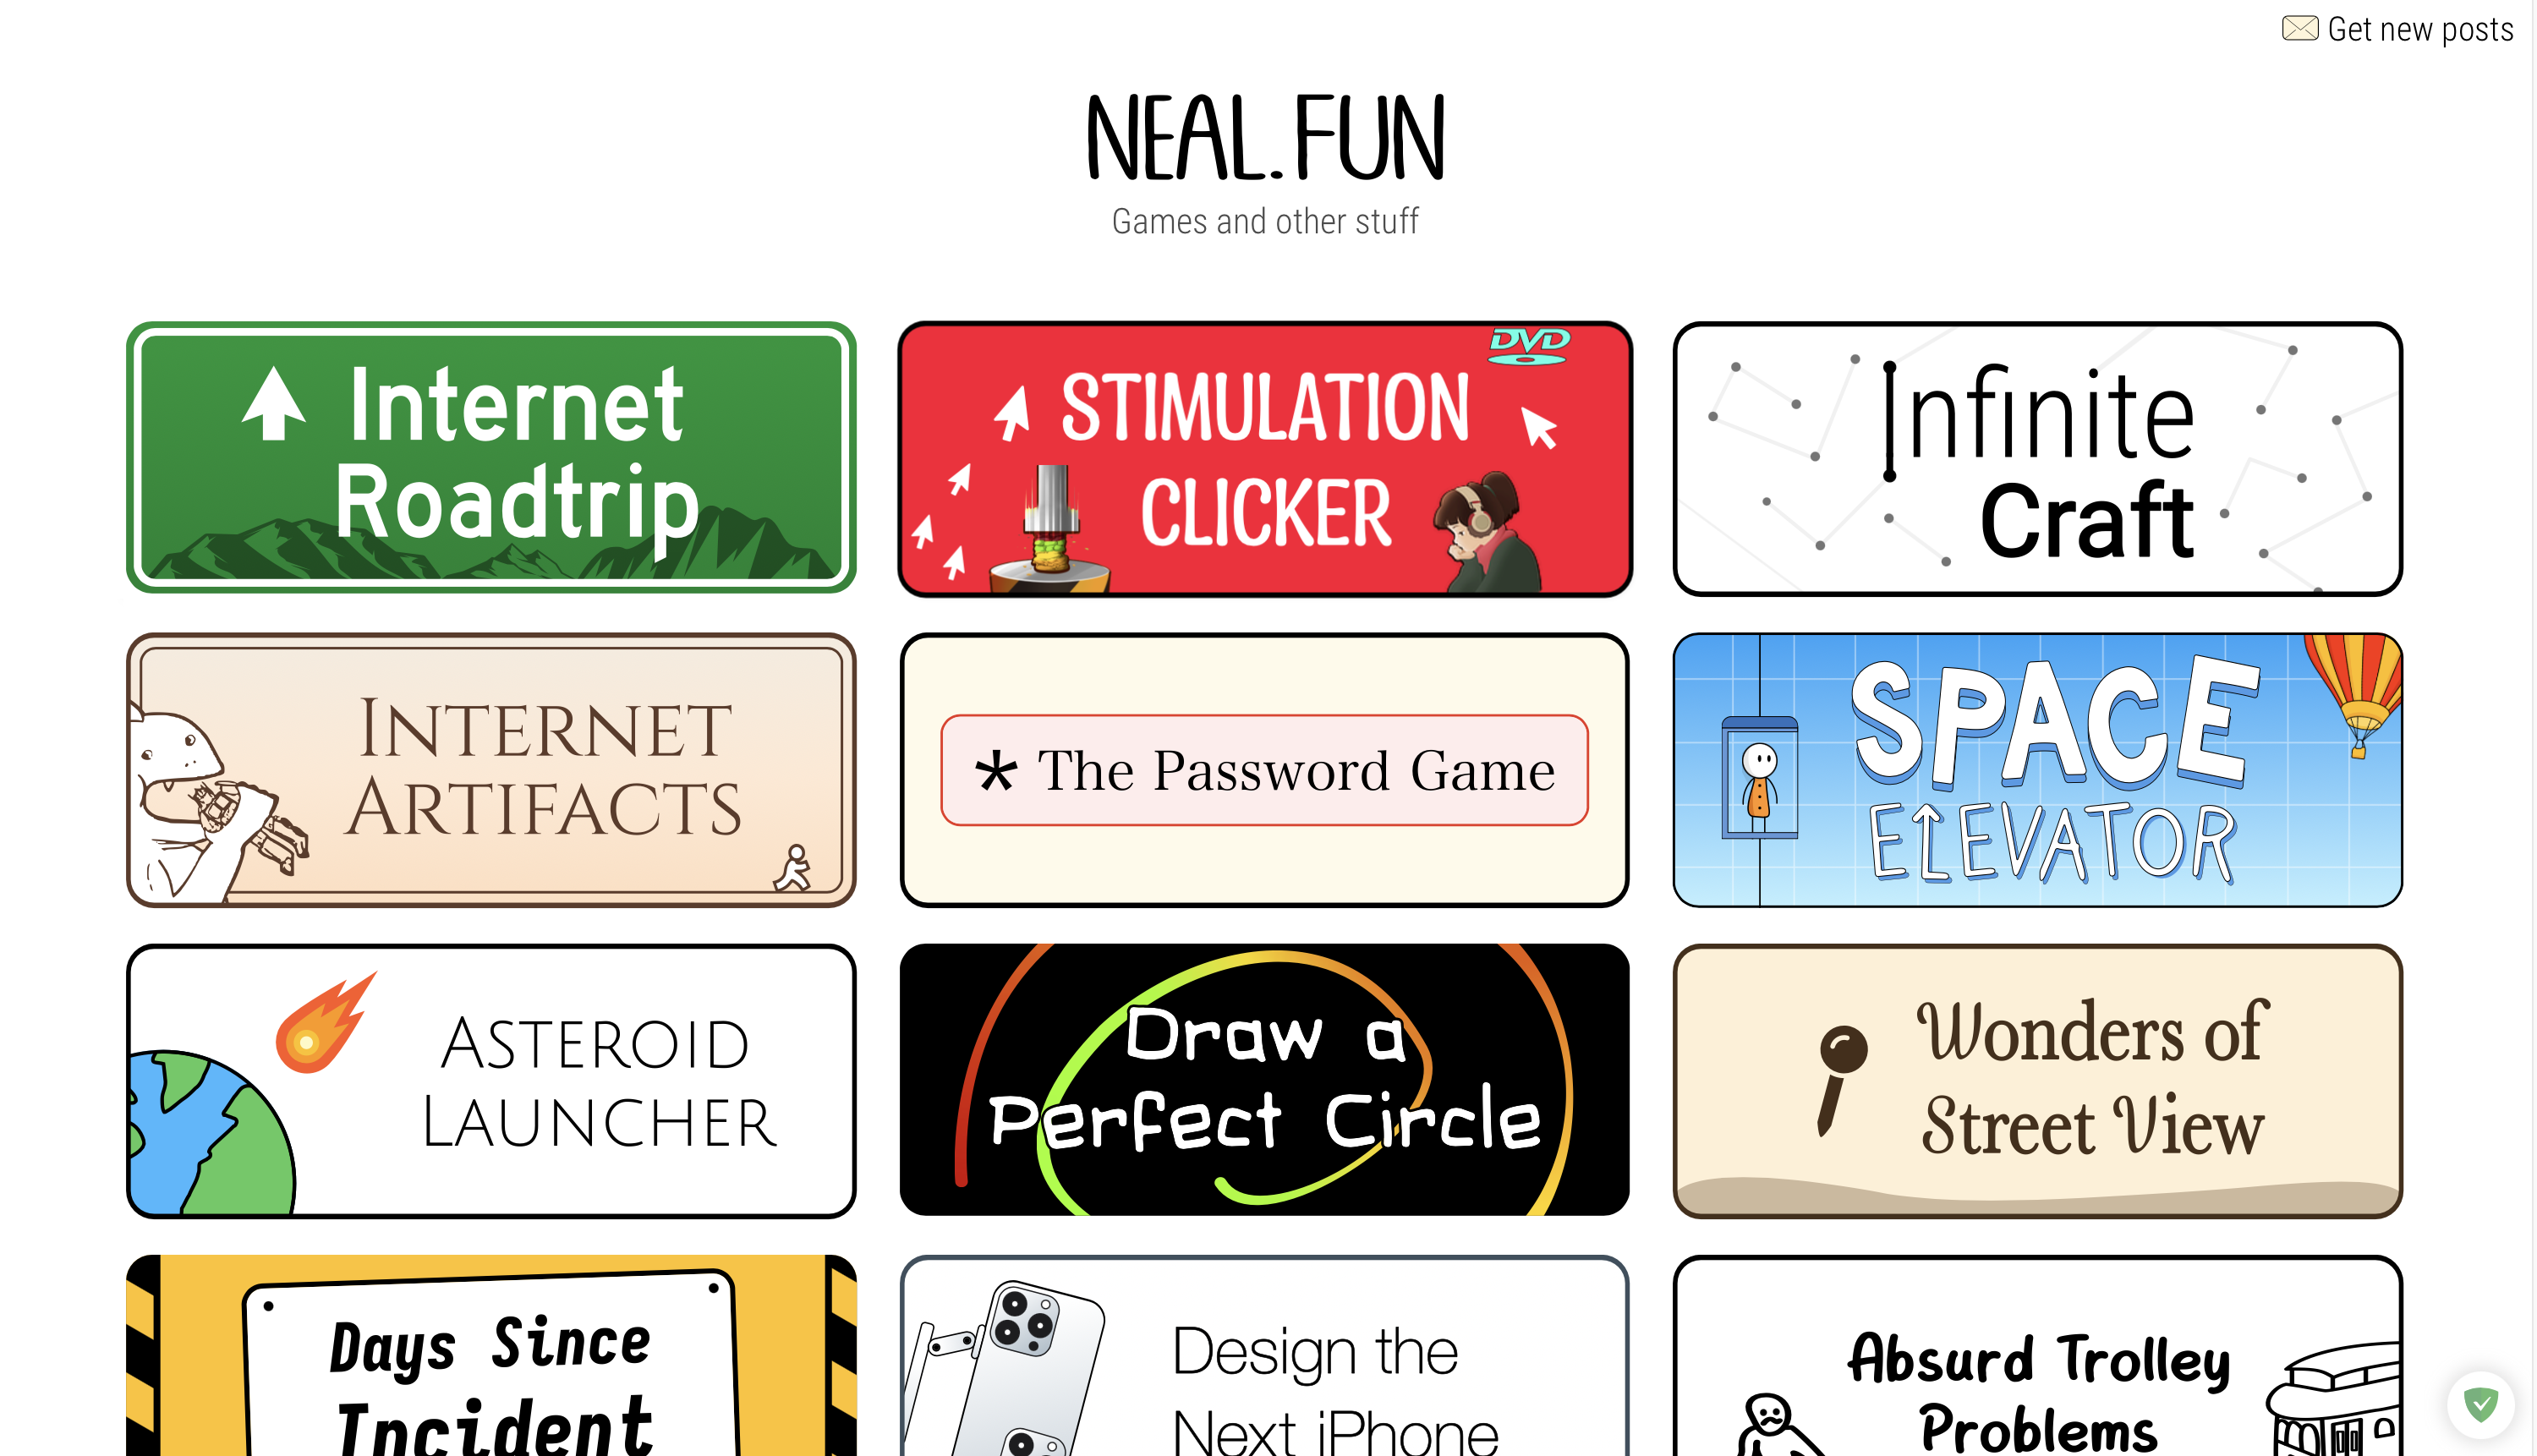 Get new posts
NEAL.FUN
Games and other stuff
Internet
Roadtrip
DVD
STIMULATION
CLICKER
Infinite
Craft
INTERNET
ARTIFACTS
* The Password Game
SPACE
ELEVATOR
ASTEROID
LAUNCHER
Draw a
Perfect Circle
Wonders of
Street View
Days Since
Incident
Design the
Next iPhone
Absurd Trolley
Problems